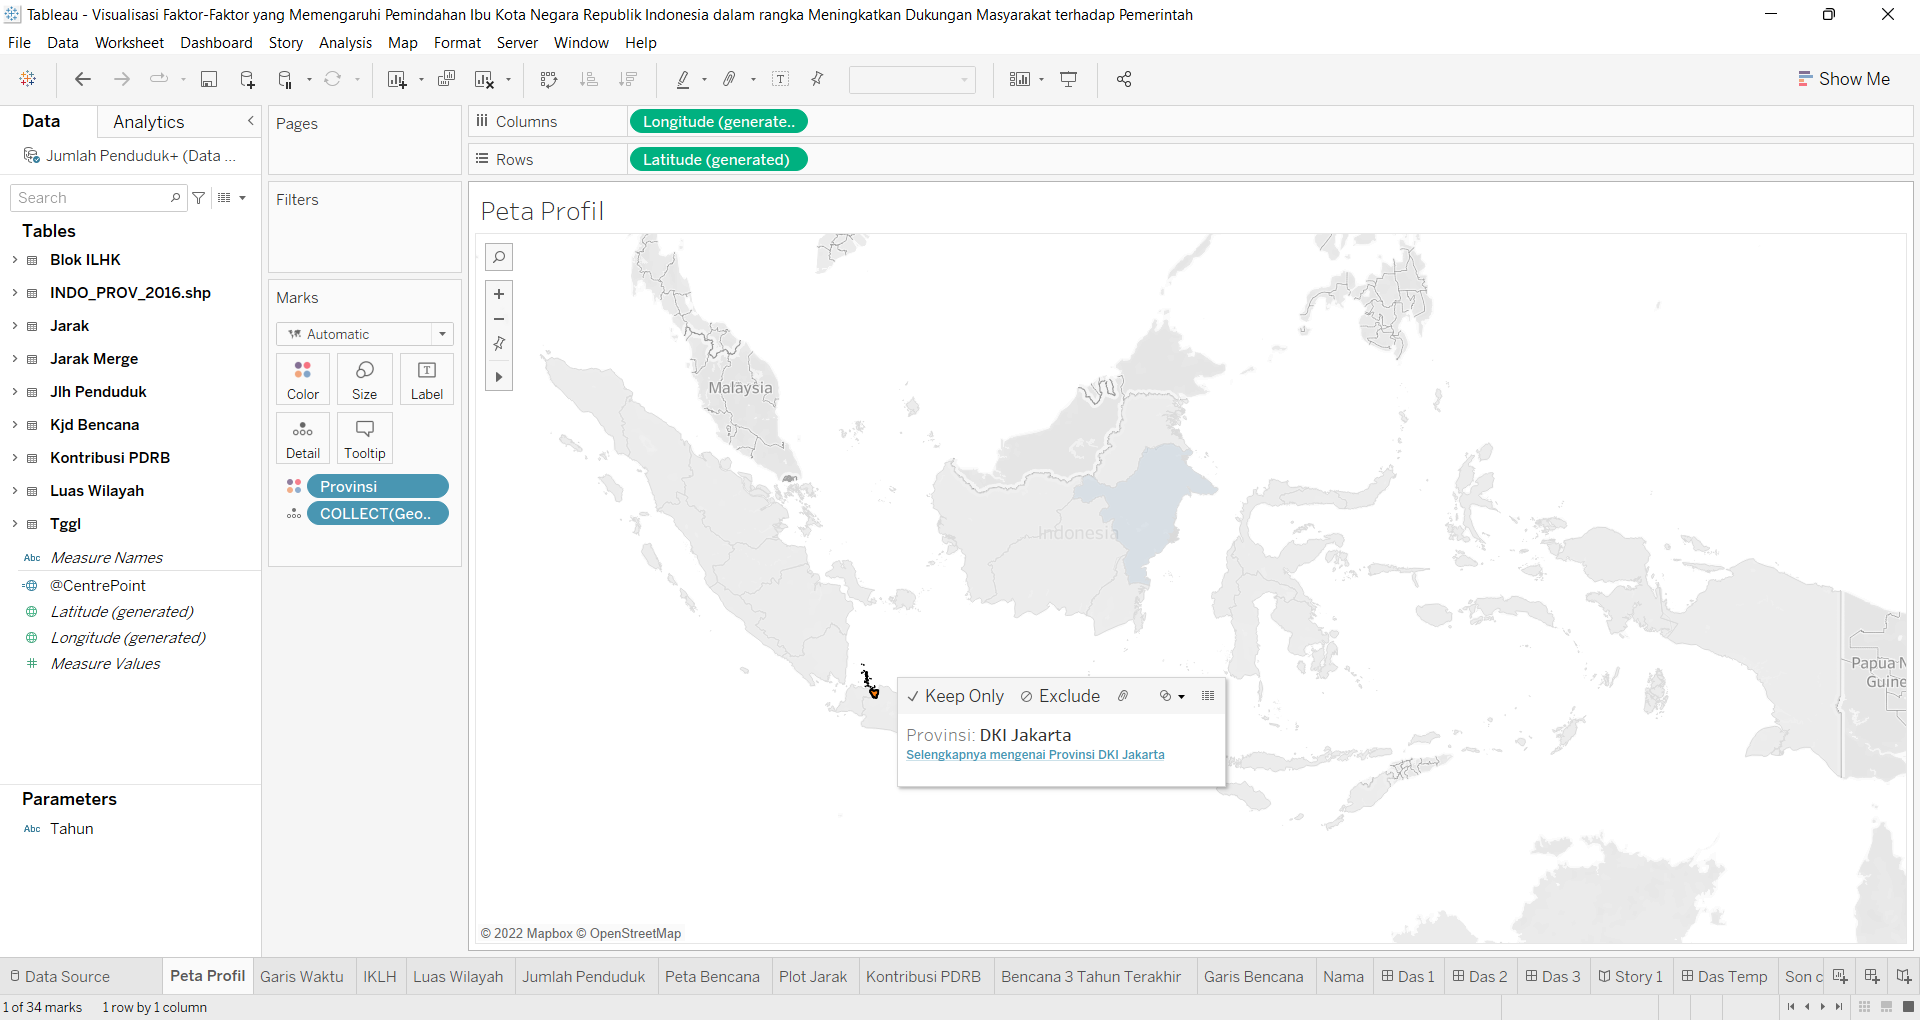 Tableau - Visualisasi Faktor-Faktor yang Memengaruhi Pemindahan Ibu Kota Negara Republik Indonesia dalam rangka Meningkatkan Dukungan Masyarakat terhadap Pemerintah
File Data Worksheet Dashboard Story Analysis Map Format Server Window Help
Show Me
Data Analytics
Jumlah Penduduk+ (Data ...
Search
Tables
Blok ILHK
INDO_PROV_2016.shp
Jarak
Jarak Merge
Jlh Penduduk
Kjd Bencana
Kontribusi PDRB
Luas Wilayah
Tggl
Abc Measure Names
@CentrePoint
Latitude (generated)
Longitude (generated)
# Measure Values
Parameters
Abc Tahun
Pages
Filters
Marks
Automatic
Color Size Label
Detail Tooltip
Provinsi
COLLECT(Geo..
Columns Longitude (generate..
Rows Latitude (generated)
Peta Profil
Malaysia
Indonesia
Papua N
Guine
Keep Only Exclude
Provinsi: DKI Jakarta
Selengkapnya mengenai Provinsi DKI Jakarta
© 2022 Mapbox © OpenStreetMap
Data Source Peta Profil Garis Waktu IKLH Luas Wilayah Jumlah Penduduk Peta Bencana Plot Jarak Kontribusi PDRB Bencana 3 Tahun Terakhir Garis Bencana Nama Das 1 Das 2 Das 3 Story 1 Das Temp Son c
1 of 34 marks 1 row by 1 column